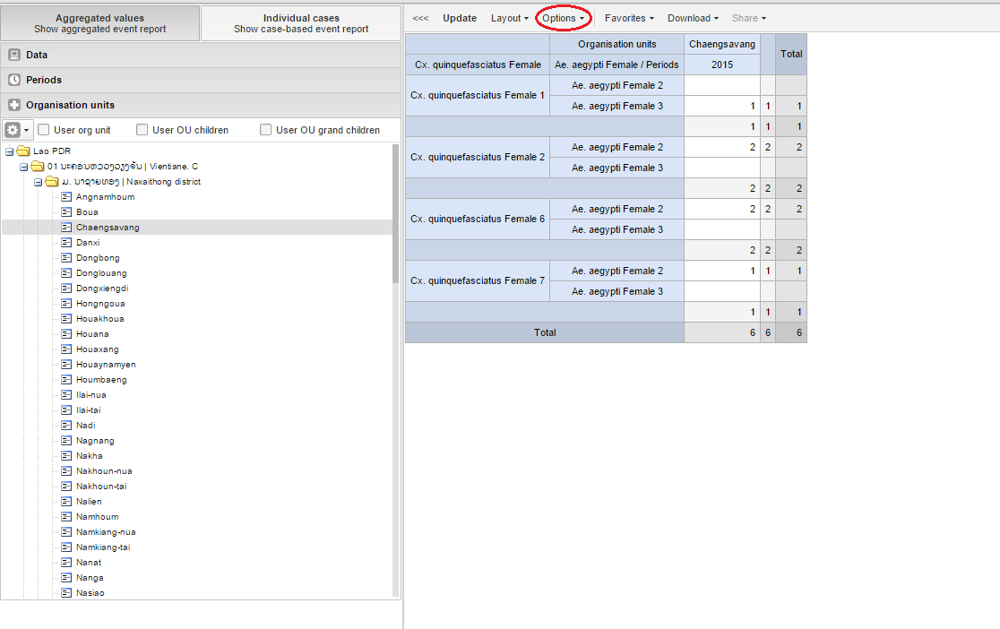 Aggregated values
Show aggregated event report
Individual cases
Show case-based event report
<<< Update Layout Options Favorites Download Share
Data
Periods
Organisation units
User org unit User OU children User OU grand children
Lao PDR
01 ນະຄອນຫວງວຽງຈັນ | Vientiane. C
ມ. ນາຊາຍທອງ | Naxaithong district
Angnamhoum
Boua
Chaengsavang
Danxi
Dongbong
Donglouang
Dongxiengdi
Hongngoua
Houakhoua
Houana
Houaxang
Houaynamyen
Houmbaeng
Ilai-nua
Ilai-tai
Nadi
Nagnang
Nakha
Nakhoun-nua
Nakhoun-tai
Nalien
Namhoum
Namkiang-nua
Namkiang-tai
Nanat
Nanga
Nasiao
Organisation units Chaengsavang Total
Cx. quinquefasciatus Female Ae. aegypti Female / Periods 2015
Cx. quinquefasciatus Female 1 Ae. aegypti Female 2
Ae. aegypti Female 3 1 1 1
1 1 1
Cx. quinquefasciatus Female 2 Ae. aegypti Female 2 2 2 2
Ae. aegypti Female 3
2 2 2
Cx. quinquefasciatus Female 6 Ae. aegypti Female 2 2 2 2
Ae. aegypti Female 3
2 2 2
Cx. quinquefasciatus Female 7 Ae. aegypti Female 2 1 1 1
Ae. aegypti Female 3
1 1 1
Total 6 6 6